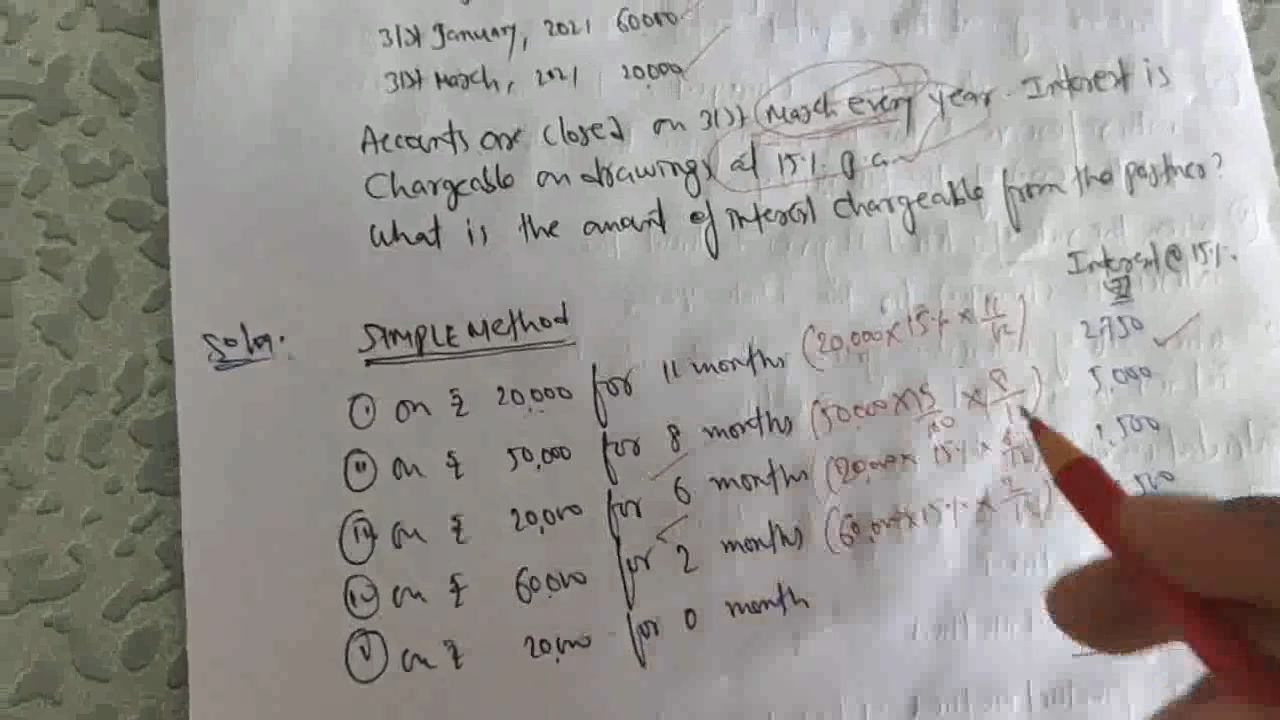 31st January, 2021 60000
31st March, 2021 20,000
Accounts are closed on 31st March every year. Interest is
Chargeable on drawings at 15% p.a.
What is the amount of interest chargeable from the partner?
Interest @ 15%.
Soln. SIMPLE Method
(i) on ₹ 20,000 for 11 months (20,000 × 15% × 11/12) 2,750
(ii) on ₹ 50,000 for 8 months (50,000 × 15/100 × 8/12) 5,000
(iii) on ₹ 20,000 for 6 months (20,000 × 15% × 6/12) 1,500
(iv) on ₹ 60,000 for 2 months (60,000 × 15% × 2/12) 500
(v) on ₹ 20,000 for 0 month